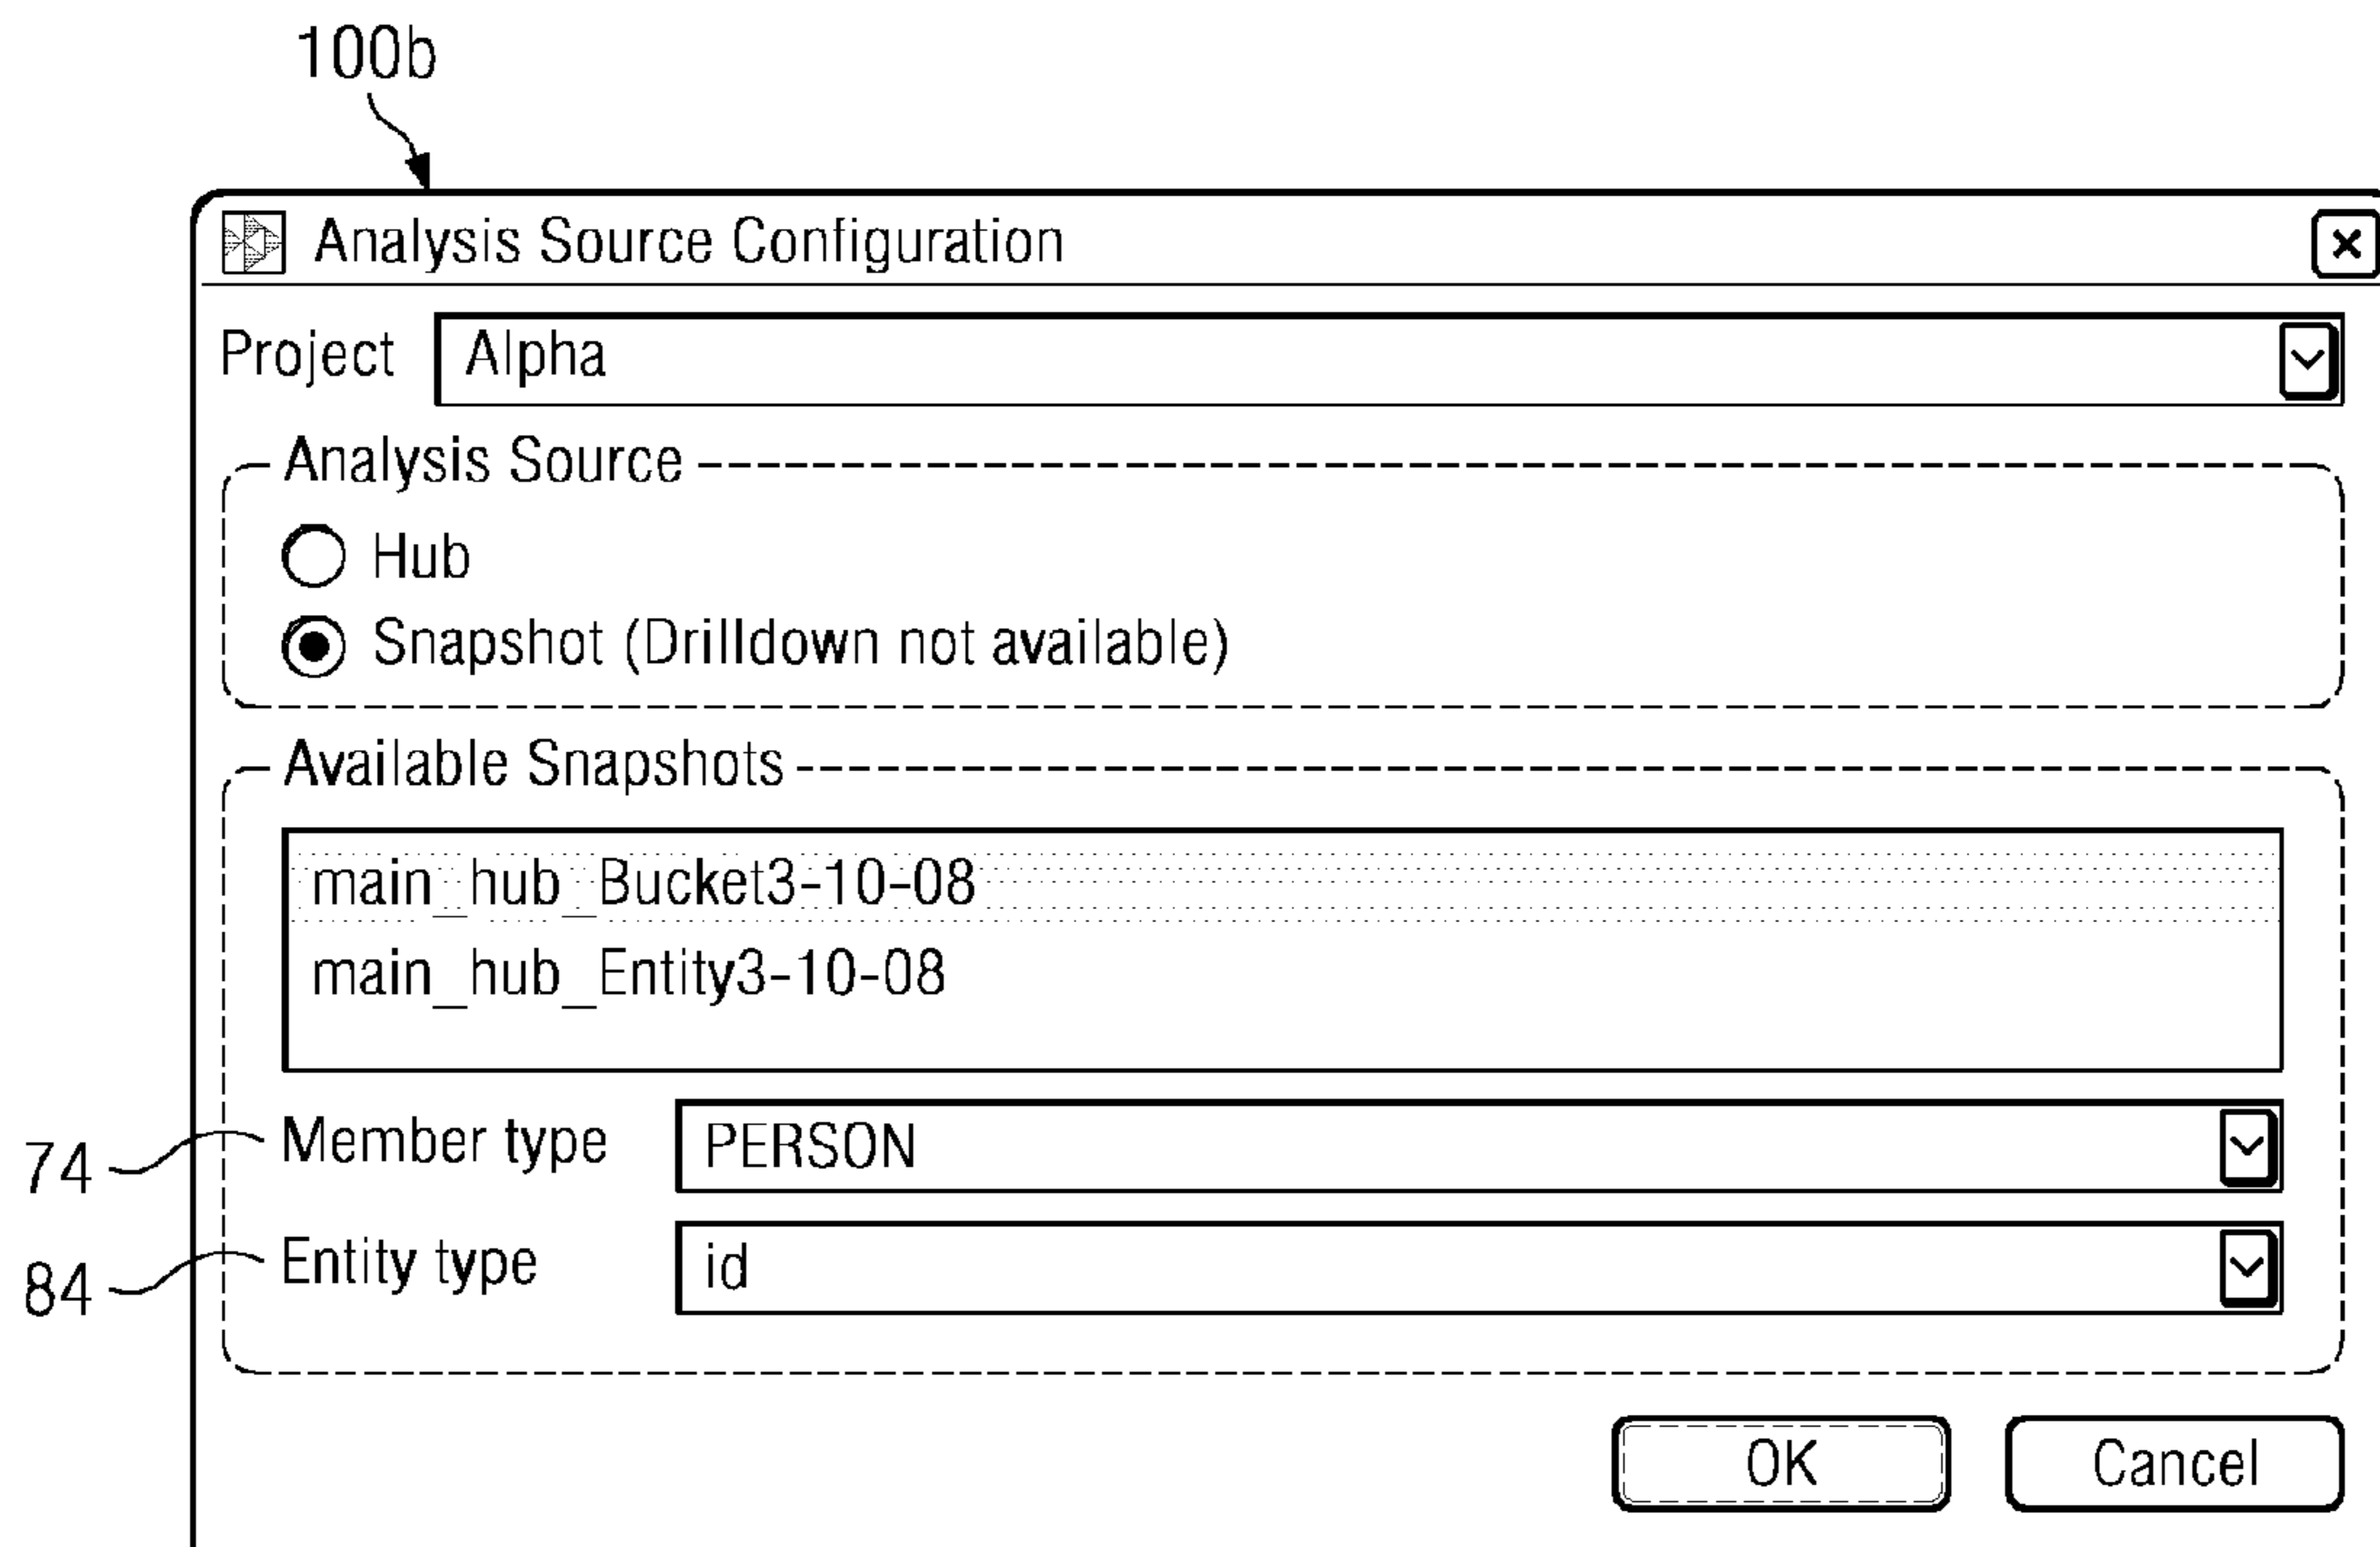 100b
Analysis Source Configuration
Project Alpha
Analysis Source
Hub
Snapshot (Drilldown not available)
Available Snapshots
main_hub_Bucket3-10-08
main_hub_Entity3-10-08
74 Member type PERSON
84 Entity type id
OK Cancel